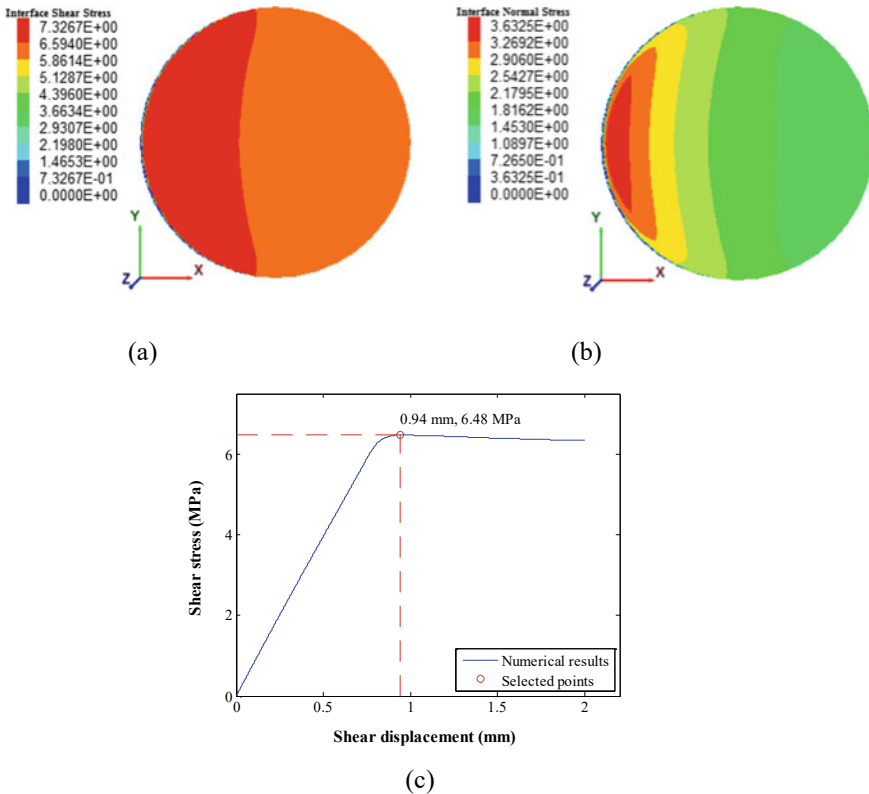 Interface Shear Stress
7.3267E+00
6.5940E+00
5.8614E+00
5.1287E+00
4.3960E+00
3.6634E+00
2.9307E+00
2.1980E+00
1.4653E+00
7.3267E-01
0.0000E+00
Y
Z
X
(a)
Interface Normal Stress
3.6325E+00
3.2692E+00
2.9060E+00
2.5427E+00
2.1795E+00
1.8162E+00
1.4530E+00
1.0897E+00
7.2650E-01
3.6325E-01
0.0000E+00
Y
Z
X
(b)
0.94 mm, 6.48 MPa
6
4
2
0
Shear stress (MPa)
Numerical results
Selected points
0 0.5 1 1.5 2
Shear displacement (mm)
(c)